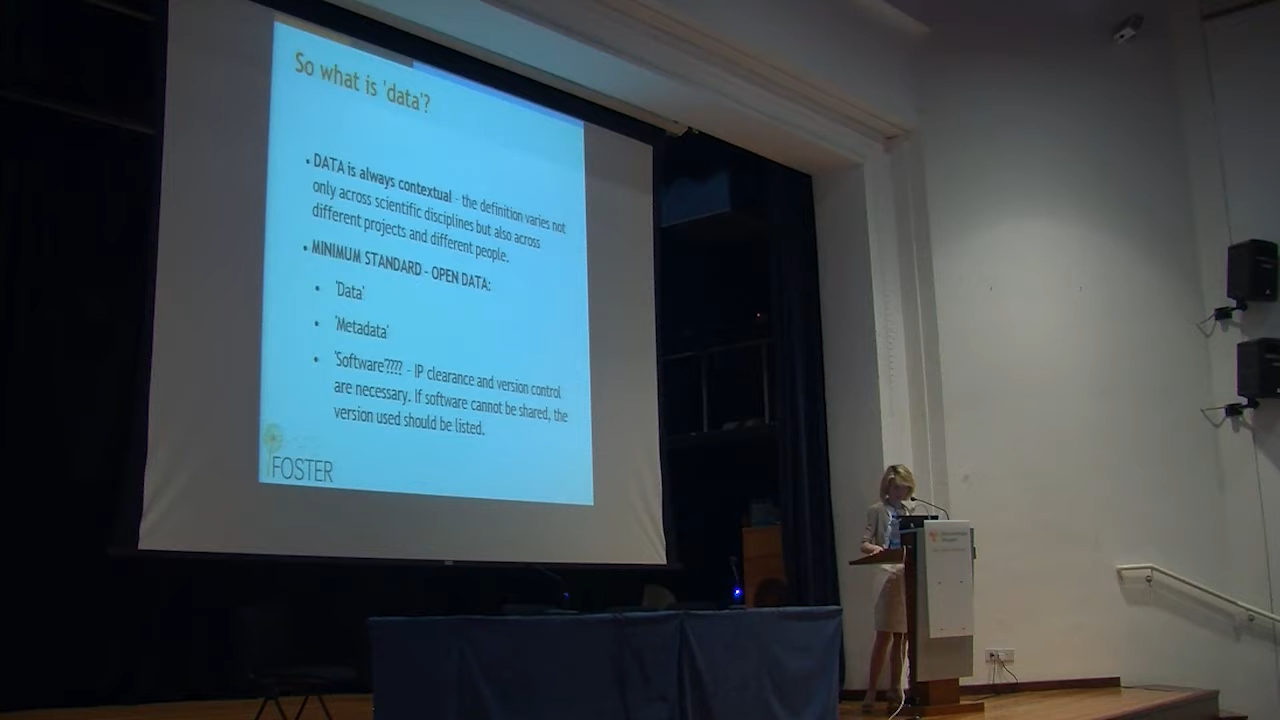 So what is 'data'?
• DATA is always contextual - the definition varies not
only across scientific disciplines but also across
different projects and different people.
• MINIMUM STANDARD - OPEN DATA:
• 'Data'
• 'Metadata'
• 'Software'???? - IP clearance and version control
are necessary. If software cannot be shared, the
version used should be listed.
FOSTER